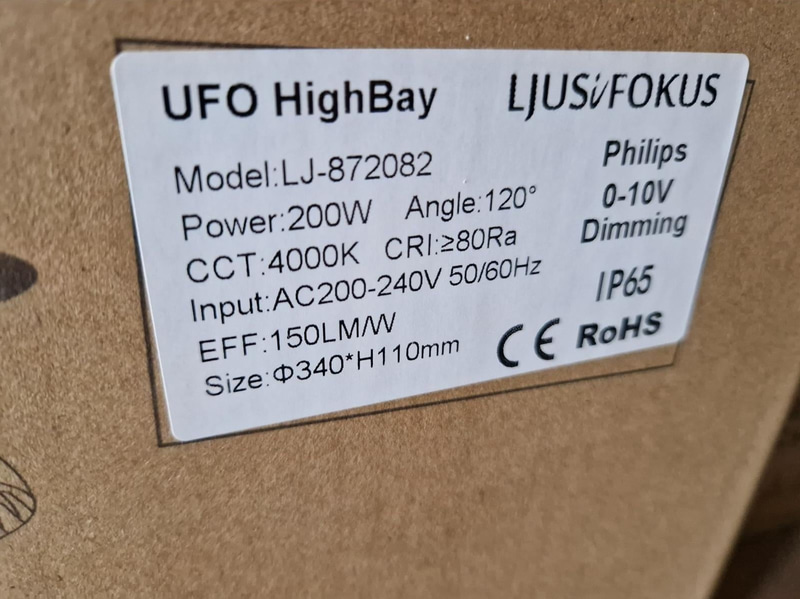 UFO HighBay
LJUSiFOKUS
Model:LJ-872082
Power:200W Angle:120°
CCT:4000K CRI:≥80Ra
Input:AC200-240V 50/60Hz
EFF:150LM/W
Size:Φ340*H110mm
Philips
0-10V
Dimming
IP65
CE RoHS